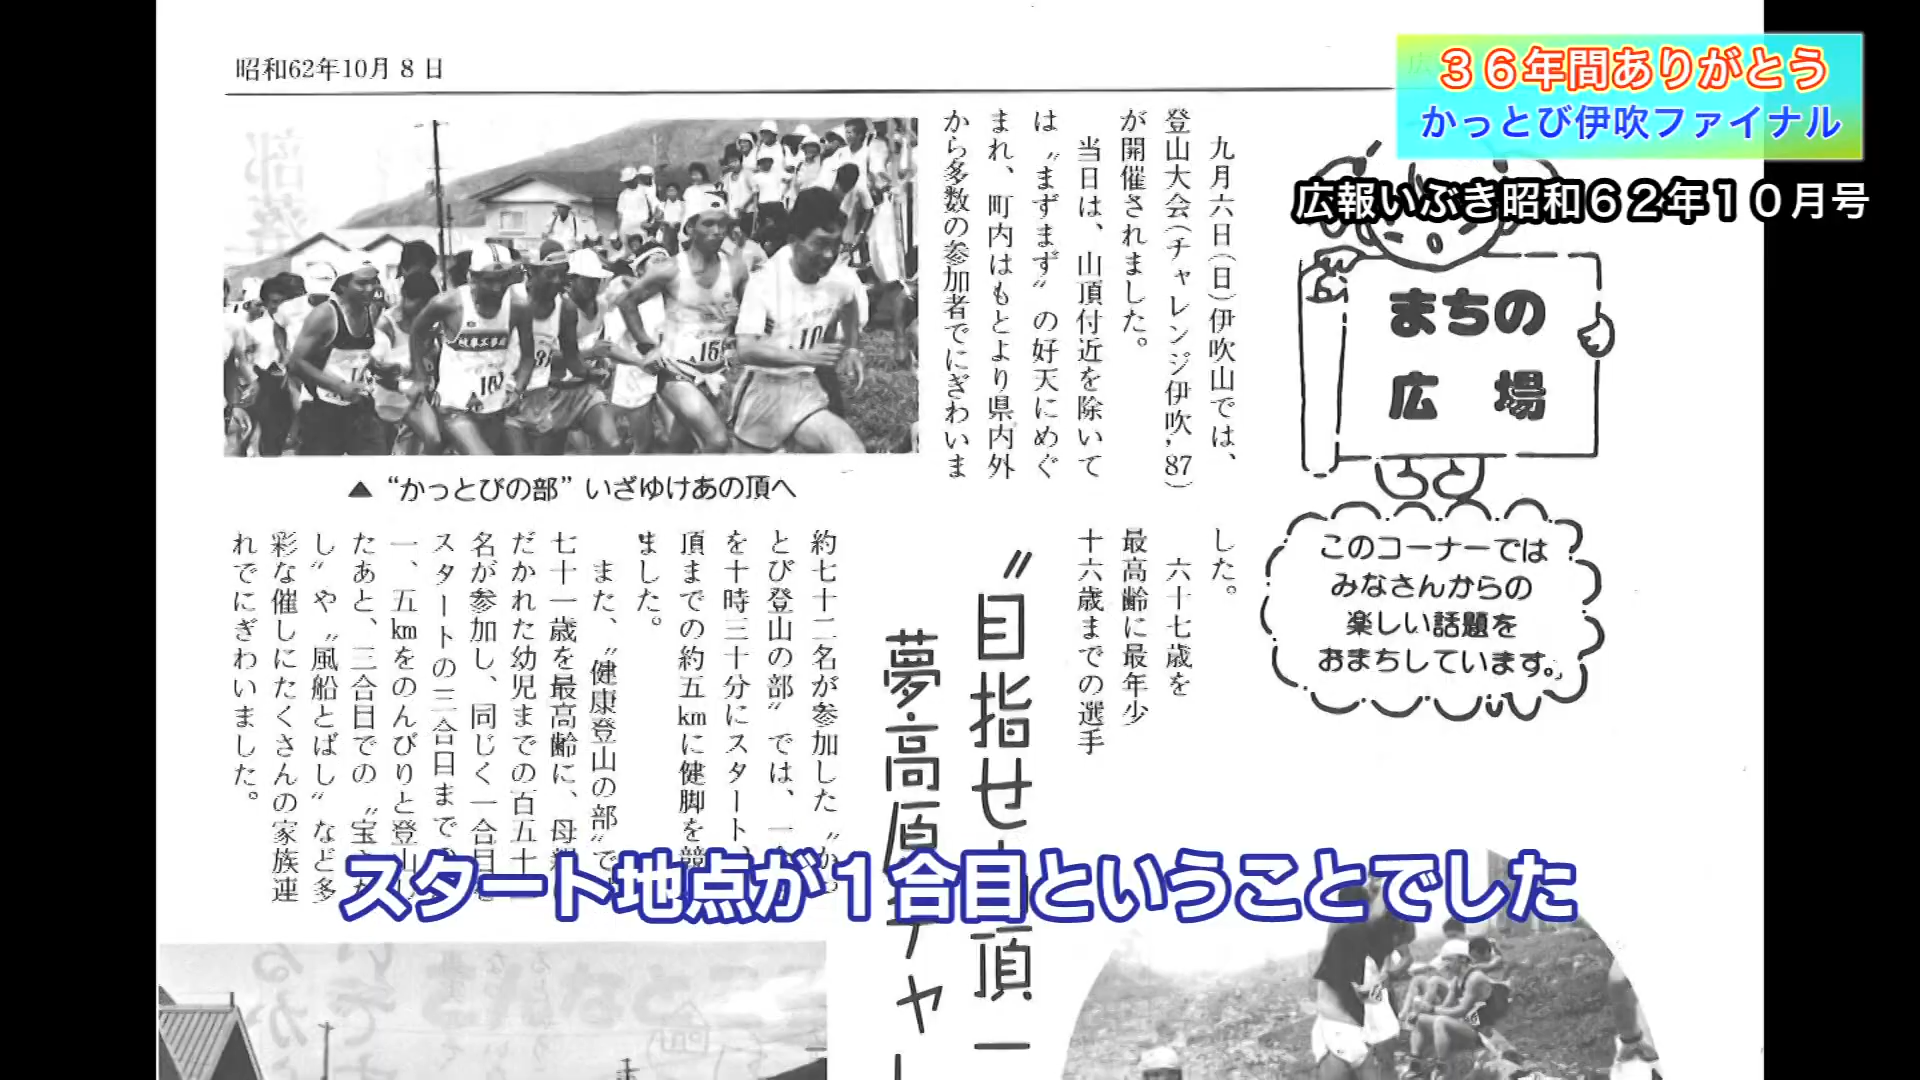 昭和62年10月8日
36年間ありがとう
かっとび伊吹ファイナル
広報いぶき昭和62年10月号
まちの
広場
このコーナーでは
みなさんからの
楽しい話題を
おまちしています。
九月六日(日)伊吹山では、
登山大会(チャレンジ伊吹,87)
が開催されました。
当日は、山頂付近を除いて
は〝まずまず〟の好天にめぐ
まれ、町内はもとより県内外
から多数の参加者でにぎわいま
▲“かっとびの部”いざゆけあの頂へ
した。
六十七歳を
最高齢に最年少
十六歳までの選手
〝目指せ
頂
夢高原
チャ
約七十二名が参加した〝かっ
とび登山の部〟では、一
を十時三十分にスタート、
頂までの約五kmに健脚を競
ました。
また、〝健康登山の部〟で
七十一歳を最高齢に、母親
だかれた幼児までの百五十
名が参加し、同じく一合目を
スタートの三合目までの
一、五kmをのんびりと登山し
たあと、三合目での〝宝さが
し〟や〝風船とばし〟など多
彩な催しにたくさんの家族連
れでにぎわいました。
スタート地点が1合目ということでした